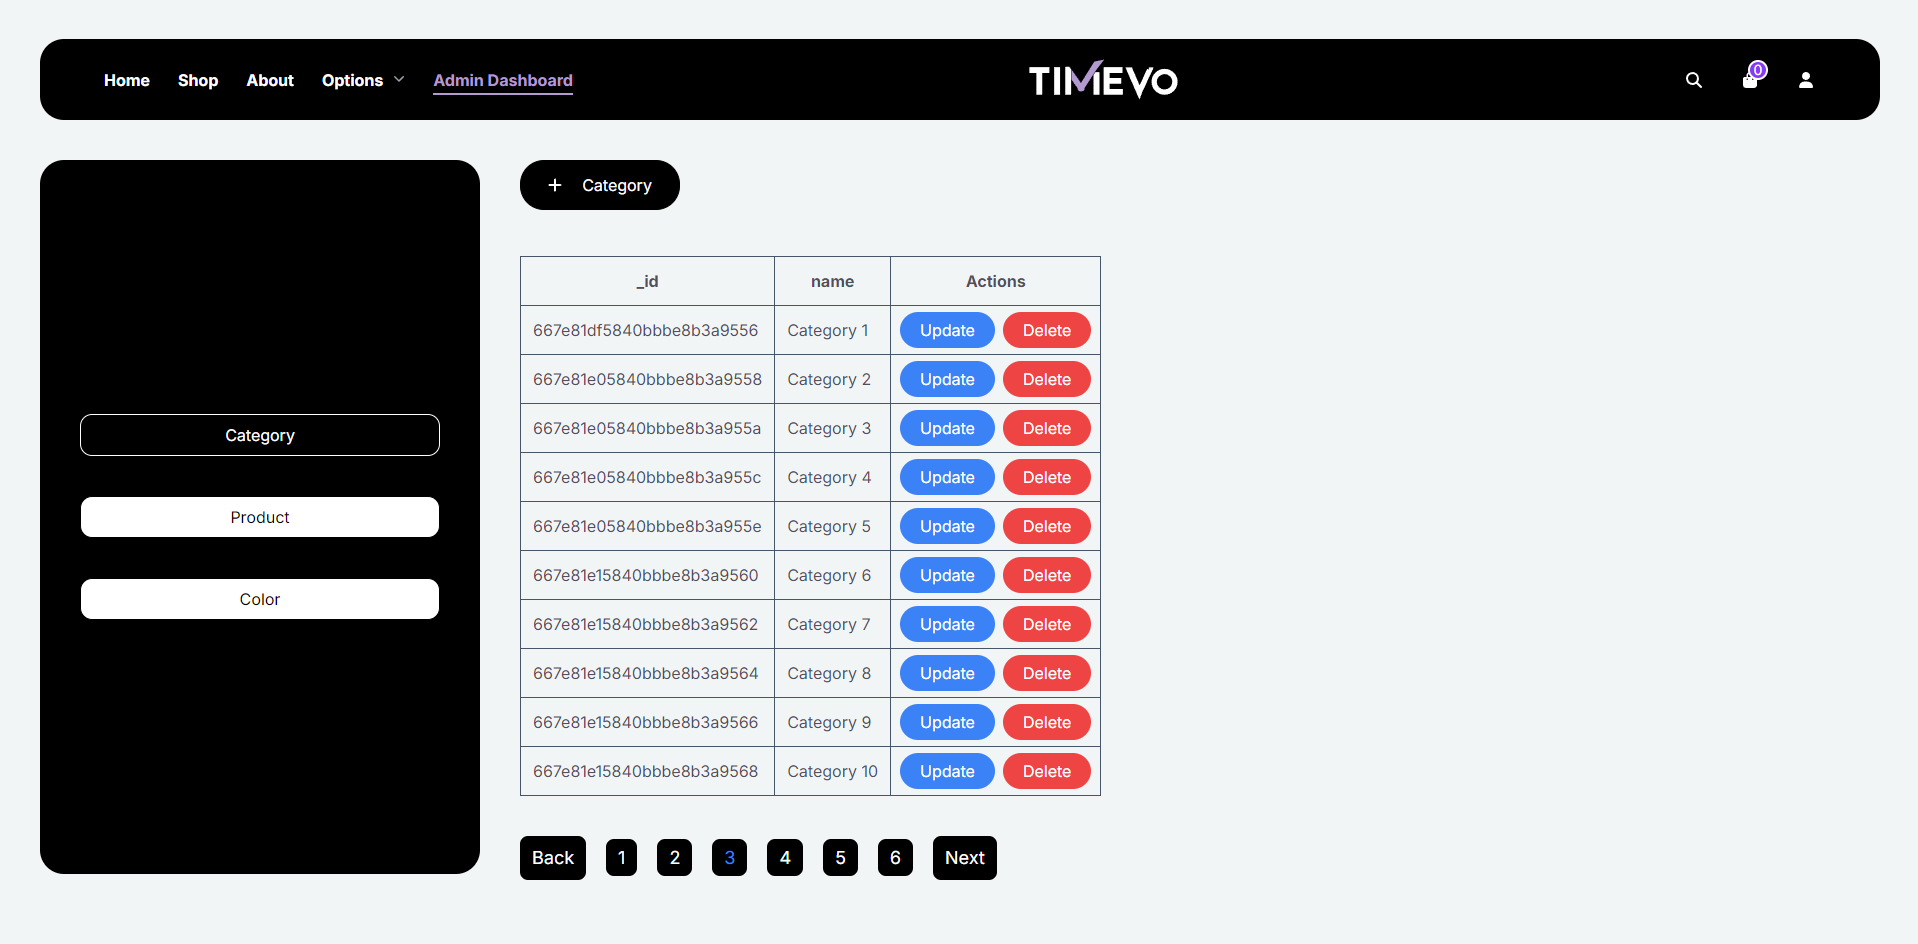 Home Shop About Options Admin Dashboard TIMEVO 0
Category
Product
Color
+ Category
_id name Actions
667e81df5840bbbe8b3a9556 Category 1 Update Delete
667e81e05840bbbe8b3a9558 Category 2 Update Delete
667e81e05840bbbe8b3a955a Category 3 Update Delete
667e81e05840bbbe8b3a955c Category 4 Update Delete
667e81e05840bbbe8b3a955e Category 5 Update Delete
667e81e15840bbbe8b3a9560 Category 6 Update Delete
667e81e15840bbbe8b3a9562 Category 7 Update Delete
667e81e15840bbbe8b3a9564 Category 8 Update Delete
667e81e15840bbbe8b3a9566 Category 9 Update Delete
667e81e15840bbbe8b3a9568 Category 10 Update Delete
Back 1 2 3 4 5 6 Next